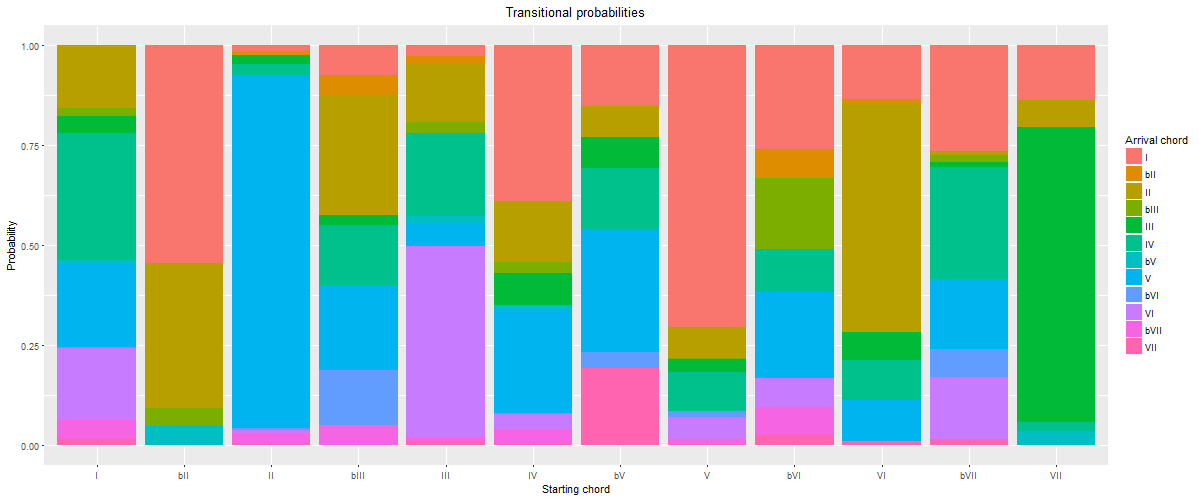 Transitional probabilities
Probability
1.00
0.75
0.50
0.25
0.00
I bII II bIII III IV bV V bVI VI bVII VII
Starting chord
Arrival chord
I
bII
II
bIII
III
IV
bV
V
bVI
VI
bVII
VII